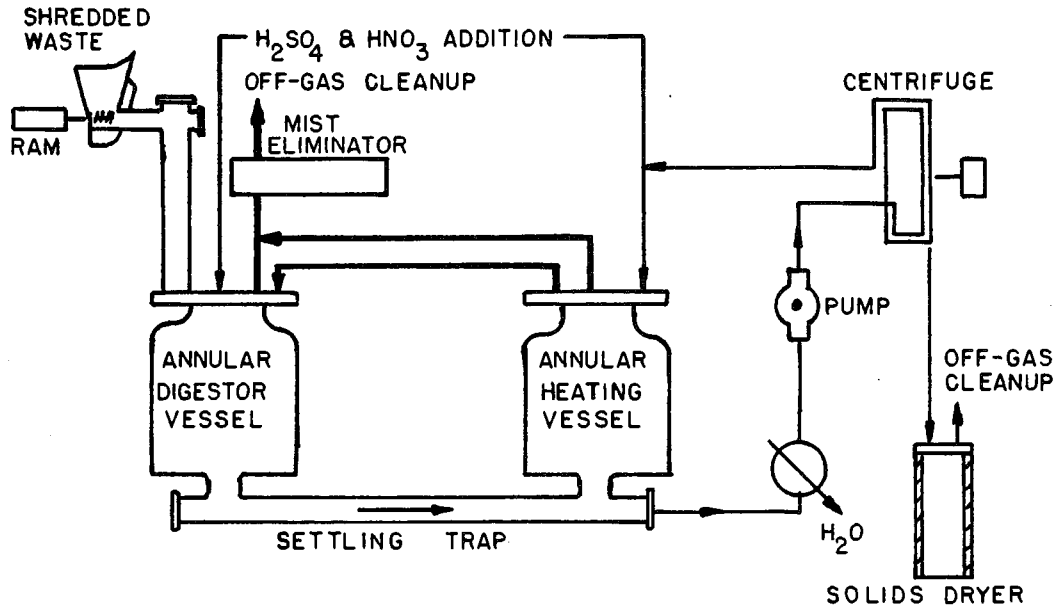 SHREDDED
WASTE
H₂SO₄ & HNO₃ ADDITION
OFF-GAS CLEANUP
CENTRIFUGE
RAM
MIST
ELIMINATOR
PUMP
ANNULAR
DIGESTOR
VESSEL
ANNULAR
HEATING
VESSEL
OFF-GAS
CLEANUP
H₂O
SETTLING TRAP
SOLIDS DRYER